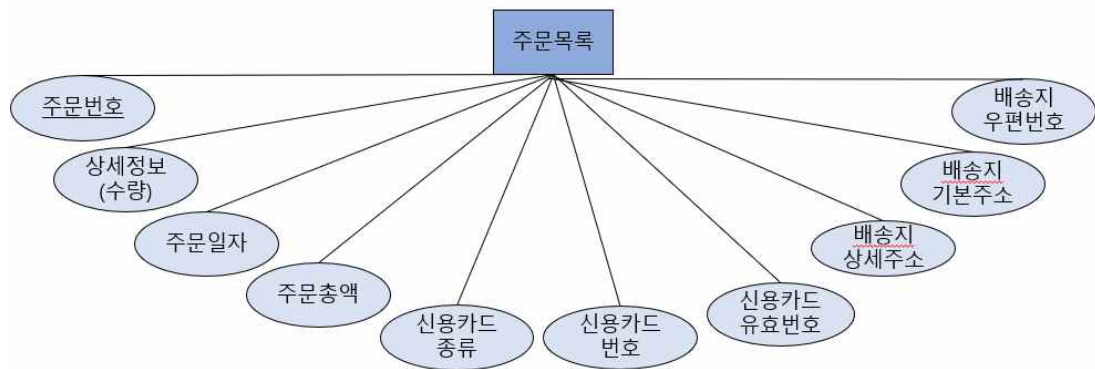 주문목록
주문번호
상세정보
(수량)
주문일자
주문총액
신용카드
종류
신용카드
번호
신용카드
유효번호
배송지
상세주소
배송지
기본주소
배송지
우편번호